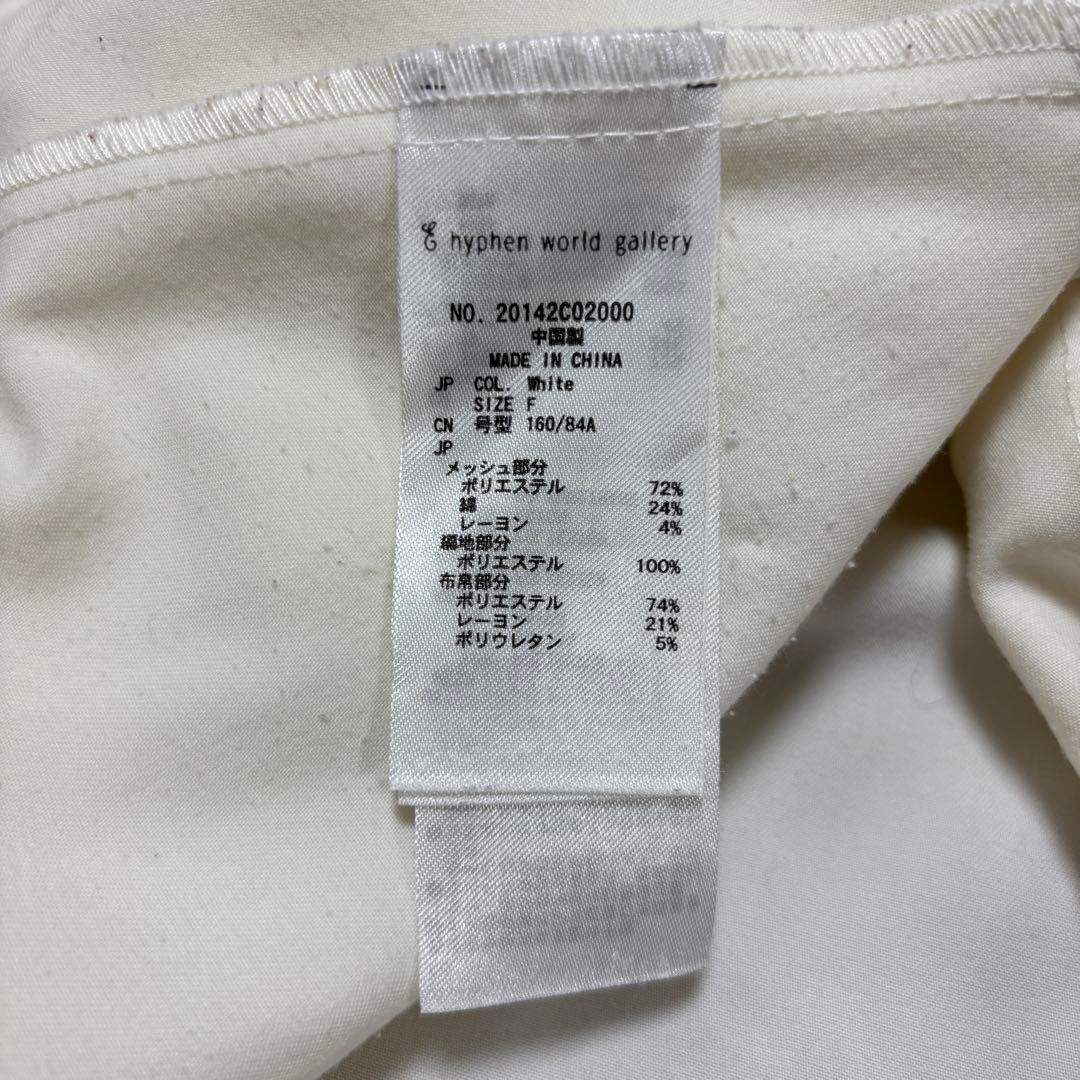 hyphen world gallery
NO. 20142C02000
中国製
MADE IN CHINA
JP COL. White
SIZE F
CN 号型 160/84A
JP
メッシュ部分
ポリエステル 72%
綿 24%
レーヨン 4%
編地部分
ポリエステル 100%
布帛部分
ポリエステル 74%
レーヨン 21%
ポリウレタン 5%